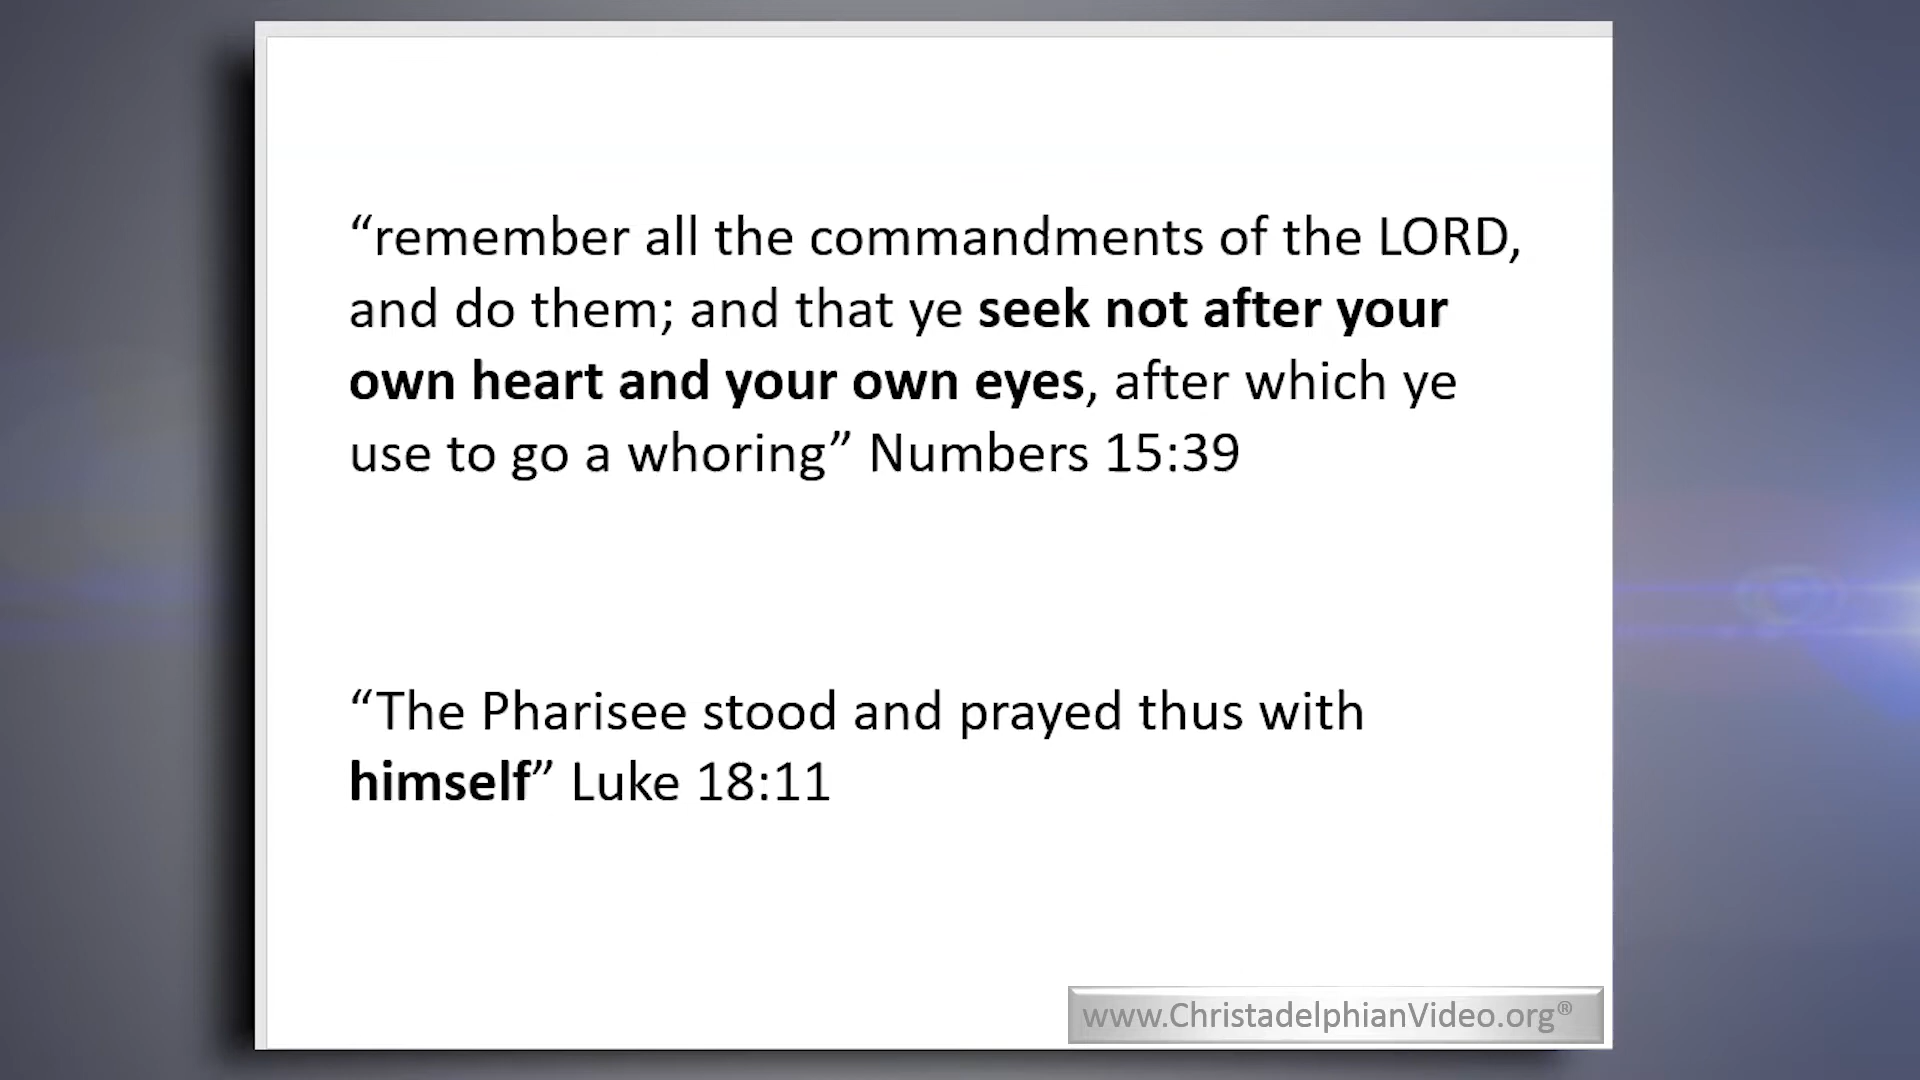 “remember all the commandments of the LORD,
and do them; and that ye seek not after your
own heart and your own eyes, after which ye
use to go a whoring” Numbers 15:39
“The Pharisee stood and prayed thus with
himself” Luke 18:11
www.ChristadelphianVideo.org®